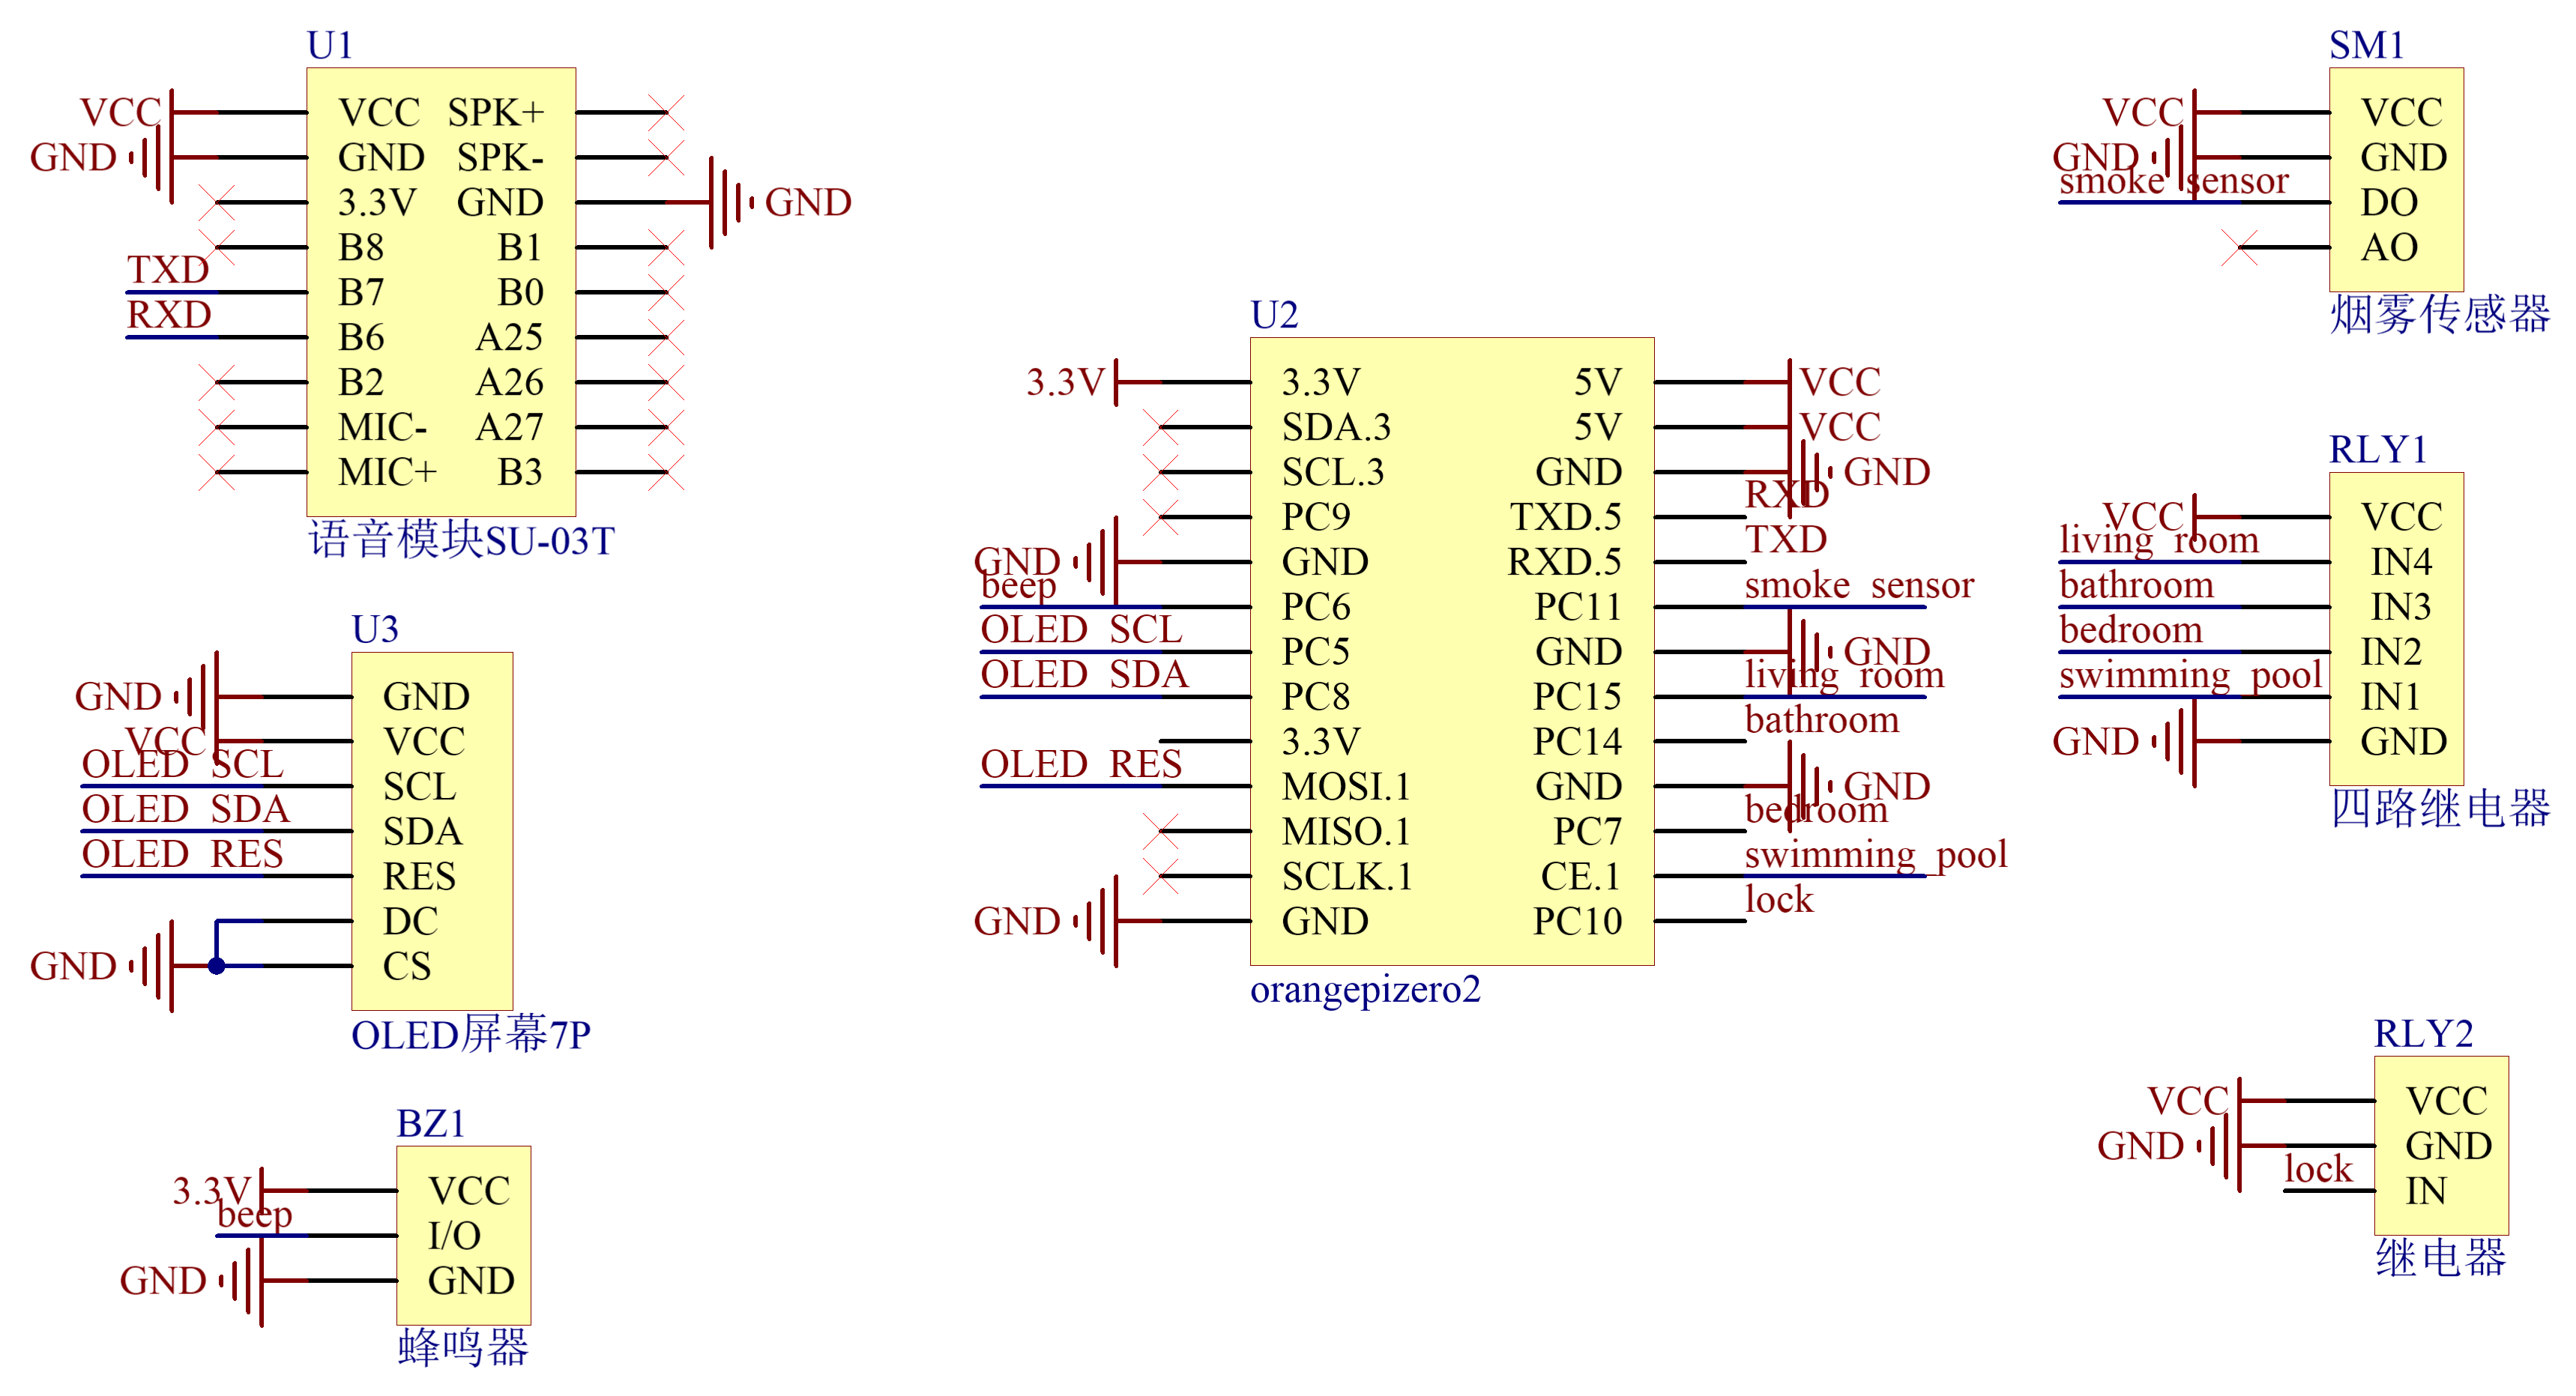 U1
VCC
GND
TXD
RXD
VCC
GND
3.3V
B8
B7
B6
B2
MIC-
MIC+
SPK+
SPK-
GND
B1
B0
A25
A26
A27
B3
GND
语音模块SU-03T
U3
GND
VCC
OLED_SCL
OLED_SDA
OLED_RES
GND
GND
VCC
SCL
SDA
RES
DC
CS
OLED屏幕7P
BZ1
3.3V
beep
GND
VCC
I/O
GND
蜂鸣器
U2
3.3V
GND
beep
OLED_SCL
OLED_SDA
OLED_RES
GND
3.3V
SDA.3
SCL.3
PC9
GND
PC6
PC5
PC8
3.3V
MOSI.1
MISO.1
SCLK.1
GND
5V
5V
GND
TXD.5
RXD.5
PC11
GND
PC15
PC14
GND
PC7
CE.1
PC10
VCC
VCC
GND
RXD
TXD
smoke_sensor
GND
living_room
bathroom
GND
bedroom
swimming_pool
lock
orangepizero2
SM1
VCC
GND
smoke_sensor
VCC
GND
DO
AO
烟雾传感器
RLY1
VCC
living_room
bathroom
bedroom
swimming_pool
GND
VCC
IN4
IN3
IN2
IN1
GND
四路继电器
RLY2
VCC
GND
lock
VCC
GND
IN
继电器